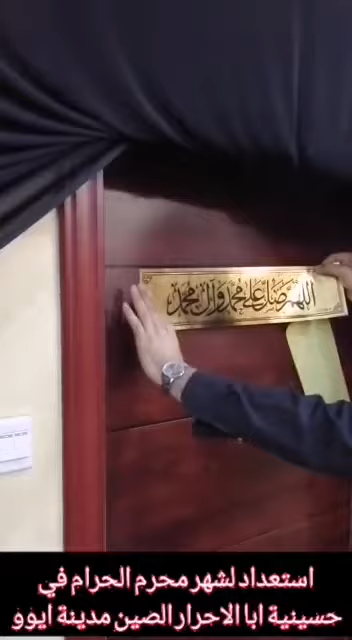 اللهم صل على محمد وآل محمد
استعداد لشهر محرم الحرام في
حسينية ابا الاحرار الصين مدينة ايوو